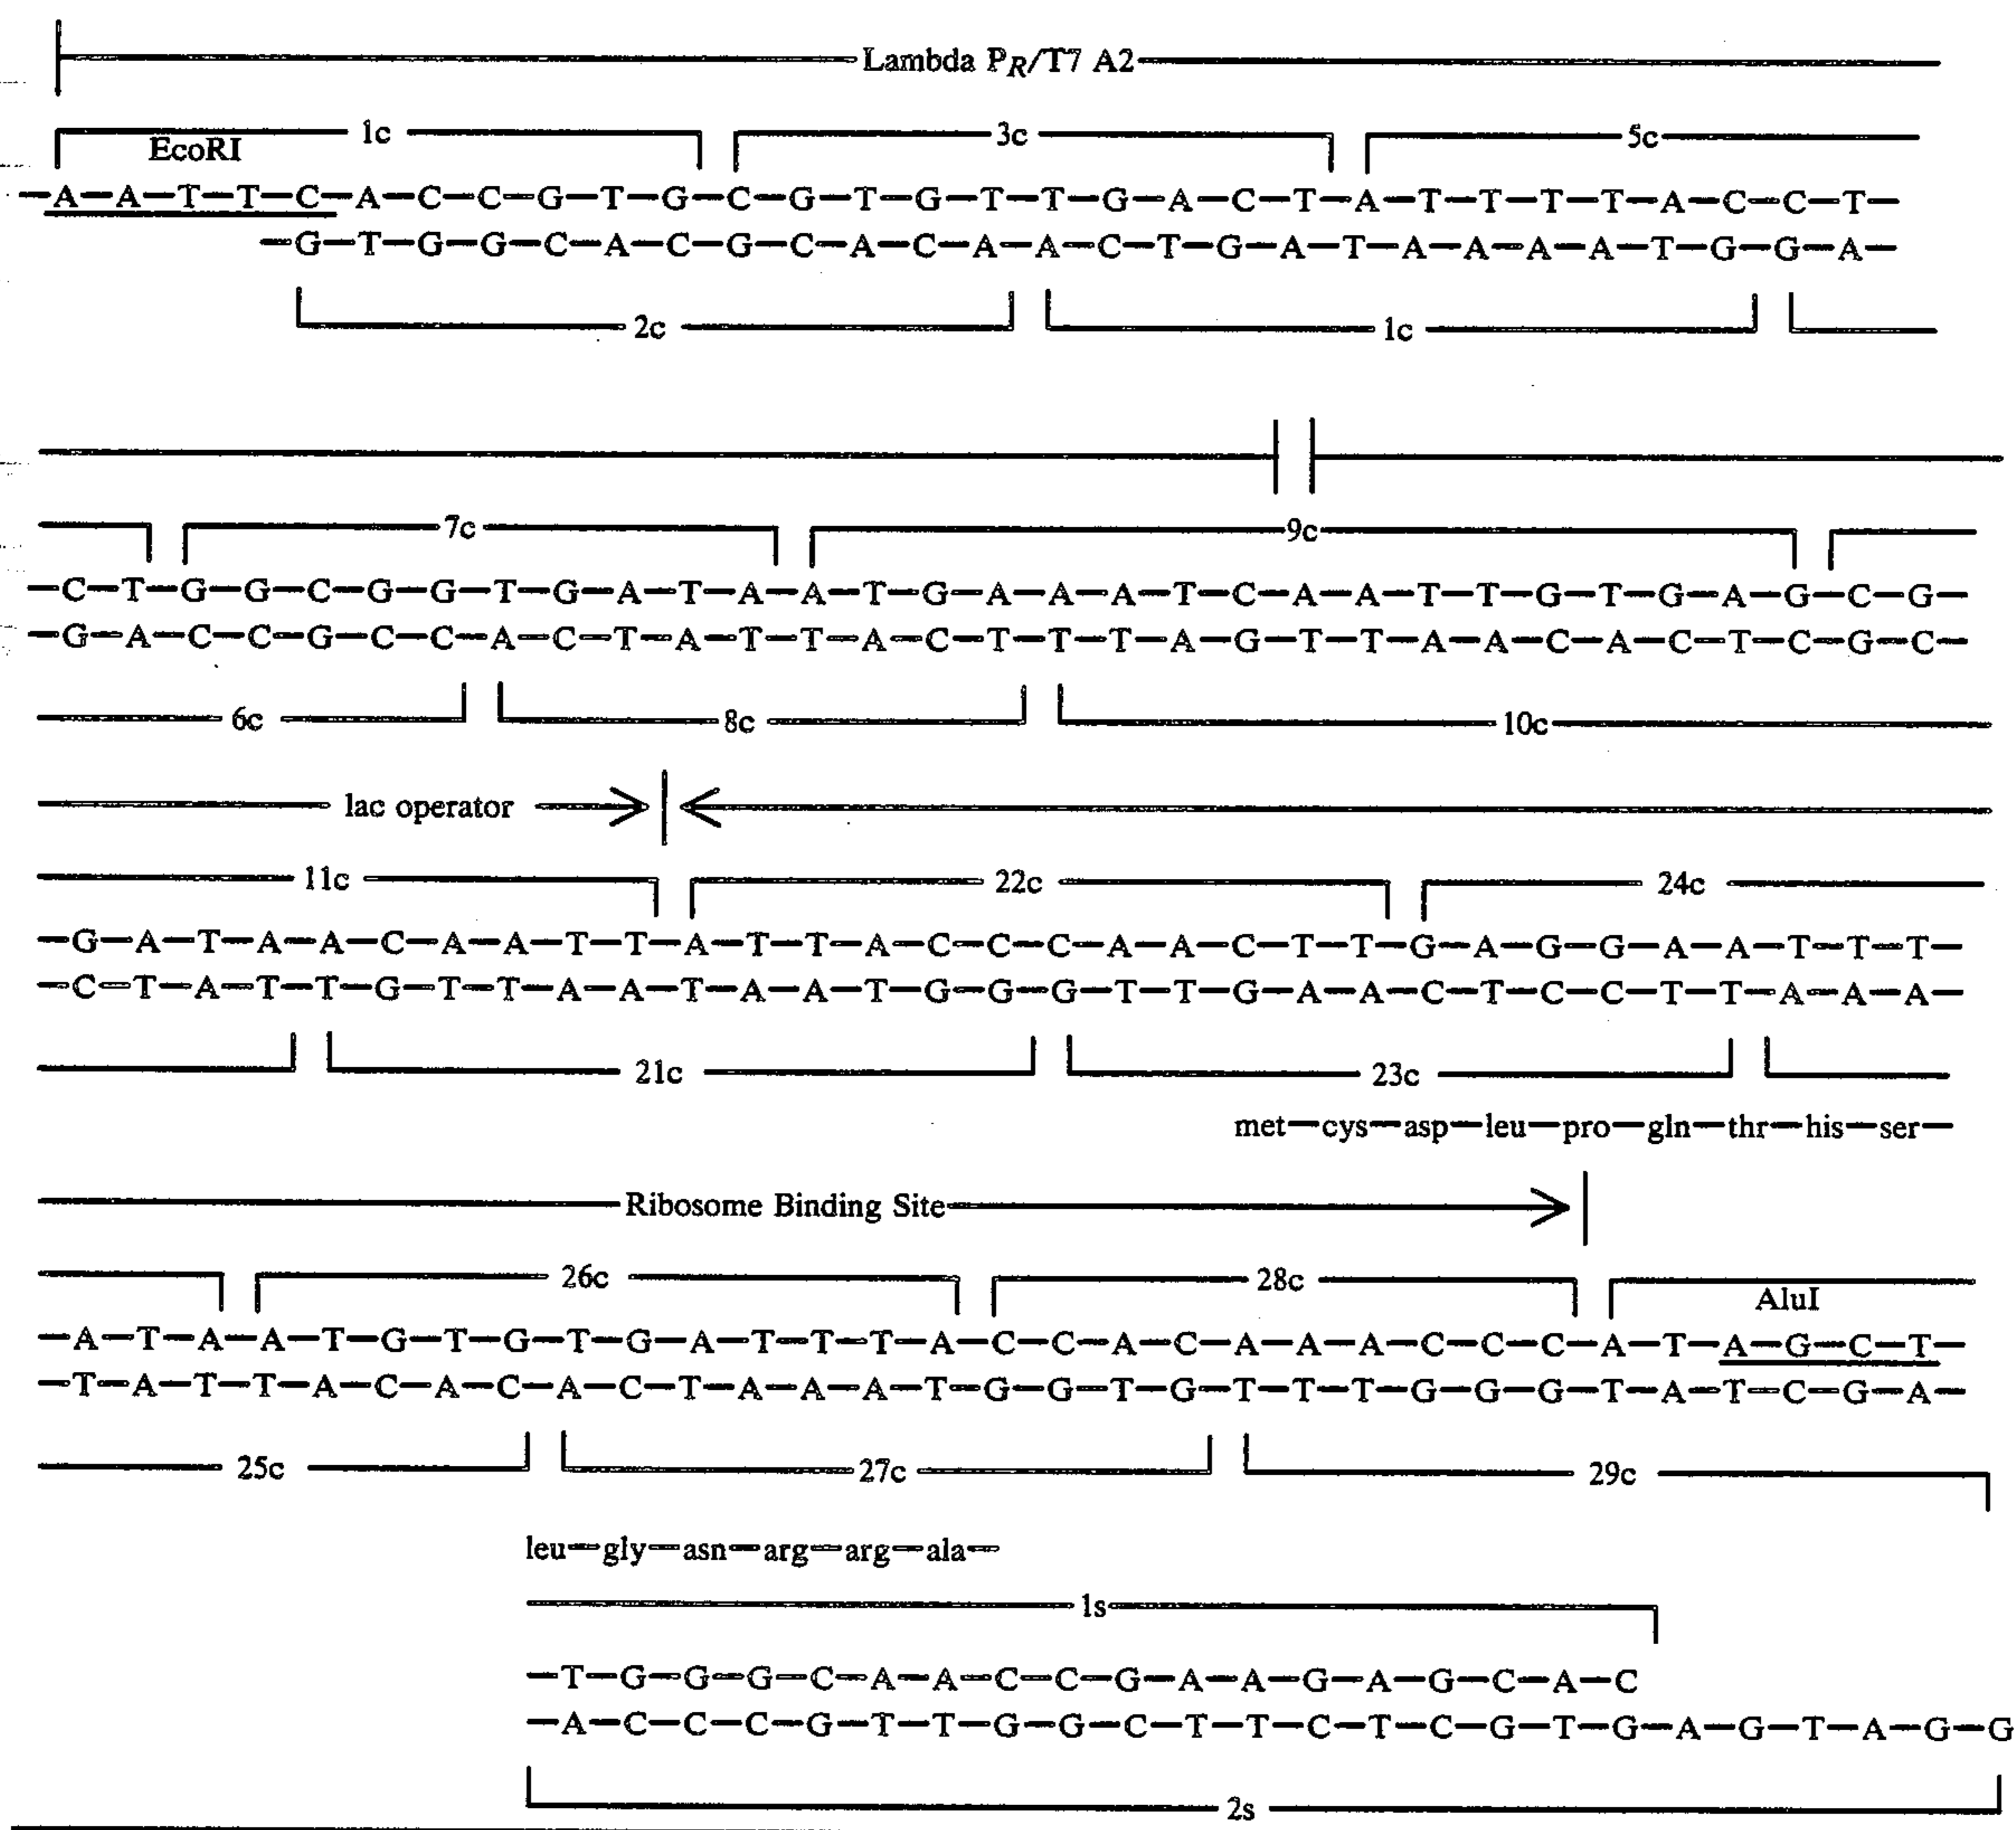 Lambda PR/T7 A2
1c 3c 5c
EcoRI
-A-A-T-T-C-A-C-C-G-T-G-C-G-T-G-T-T-G-A-C-T-A-T-T-T-T-A-C-C-T-
-G-T-G-G-C-A-C-G-C-A-C-A-A-C-T-G-A-T-A-A-A-A-T-G-G-A-
2c 1c
7c 9c
-C-T-G-G-C-G-G-T-G-A-T-A-A-T-G-A-A-A-T-C-A-A-T-T-G-T-G-A-G-C-G-
-G-A-C-C-G-C-C-A-C-T-A-T-T-A-C-T-T-T-A-G-T-T-A-A-C-A-C-T-C-G-C-
6c 8c 10c
lac operator
11c 22c 24c
-G-A-T-A-A-C-A-A-T-T-A-T-T-A-C-C-C-A-A-C-T-T-G-A-G-G-A-A-T-T-T-
-C-T-A-T-T-G-T-T-A-A-T-A-A-T-G-G-G-T-T-G-A-A-C-T-C-C-T-T-A-A-A-
21c 23c
met-cys-asp-leu-pro-gln-thr-his-ser-
Ribosome Binding Site
26c 28c
AluI
-A-T-A-A-T-G-T-G-T-G-A-T-T-T-A-C-C-A-C-A-A-A-C-C-C-A-T-A-G-C-T-
-T-A-T-T-A-C-A-C-A-C-T-A-A-A-T-G-G-T-G-T-T-T-G-G-G-T-A-T-C-G-A-
25c 27c 29c
leu-gly-asn-arg-arg-ala-
1s
-T-G-G-G-C-A-A-C-C-G-A-A-G-A-G-C-A-C
-A-C-C-C-G-T-T-G-G-C-T-T-C-T-C-G-T-G-A-G-T-A-G-G
2s